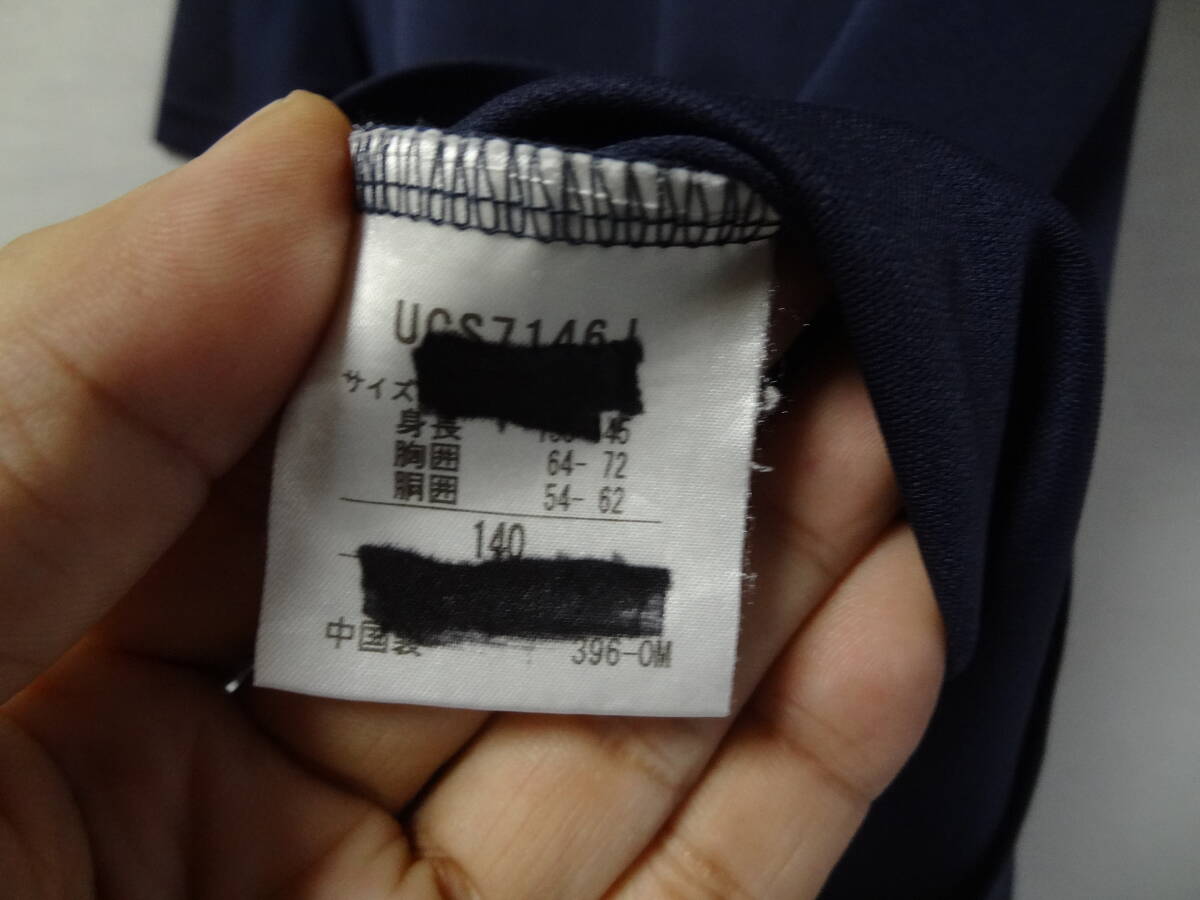 UCS7146J
サイズ
身長 145
胸囲 64- 72
胴囲 54- 62
140
中国製 396-0M